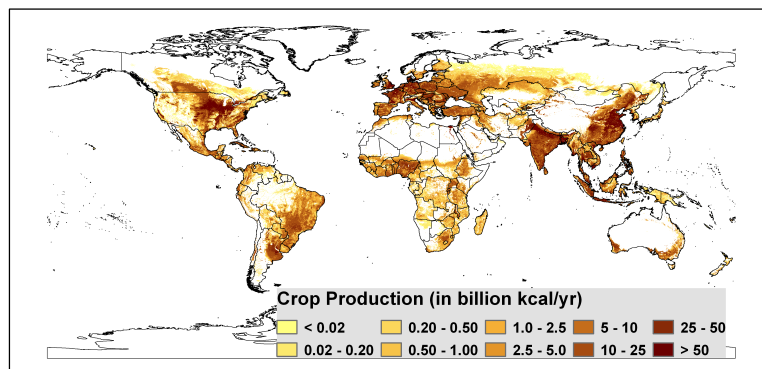 Crop Production (in billion kcal/yr)
< 0.02 0.20 - 0.50 1.0 - 2.5 5 - 10 25 - 50
0.02 - 0.20 0.50 - 1.00 2.5 - 5.0 10 - 25 > 50